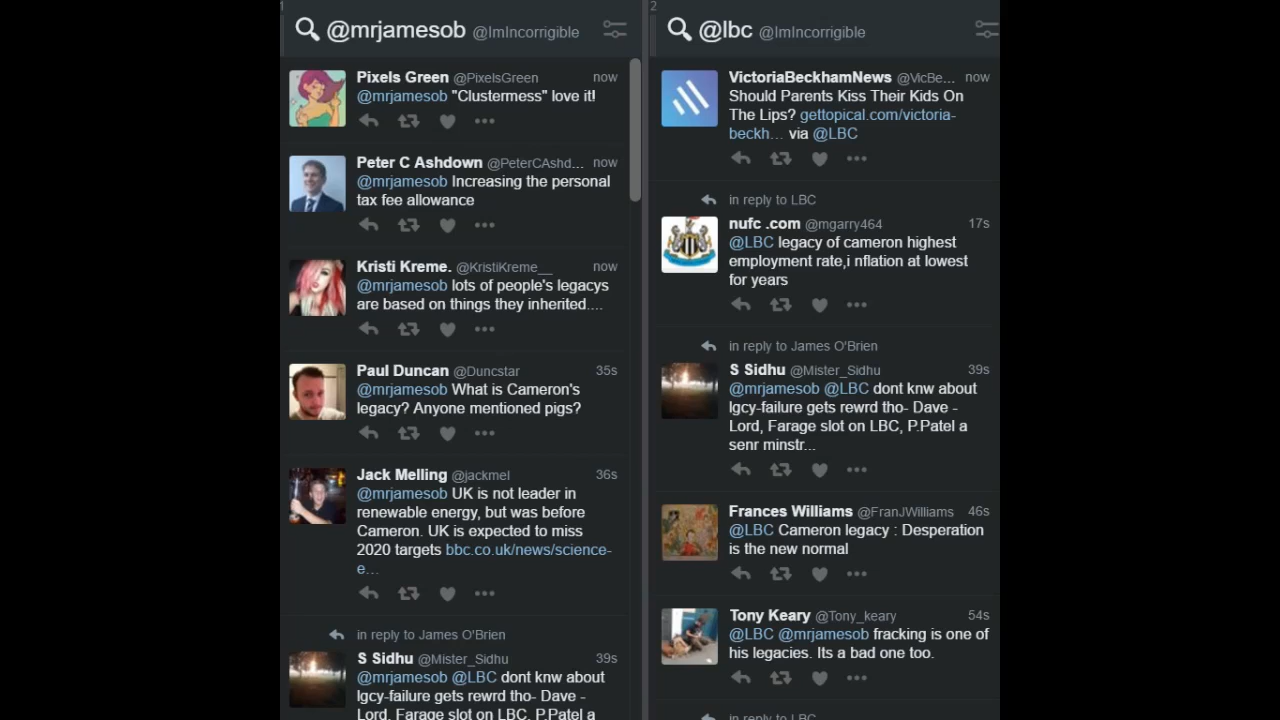 1
@mrjamesob @ImIncorrigible
Pixels Green @PixelsGreen now
@mrjamesob "Clustermess" love it!
Peter C Ashdown @PeterCAshd... now
@mrjamesob Increasing the personal
tax fee allowance
Kristi Kreme. @KristiKreme__ now
@mrjamesob lots of people's legacys
are based on things they inherited....
Paul Duncan @Duncstar 35s
@mrjamesob What is Cameron's
legacy? Anyone mentioned pigs?
Jack Melling @jackmel 36s
@mrjamesob UK is not leader in
renewable energy, but was before
Cameron. UK is expected to miss
2020 targets bbc.co.uk/news/science-
e...
in reply to James O'Brien
S Sidhu @Mister_Sidhu 39s
@mrjamesob @LBC dont knw about
lgcy-failure gets rewrd tho- Dave -
Lord, Farage slot on LBC, P.Patel a
2
@lbc @ImIncorrigible
VictoriaBeckhamNews @VicBe... now
Should Parents Kiss Their Kids On
The Lips? gettopical.com/victoria-
beckh... via @LBC
in reply to LBC
nufc .com @mgarry464 17s
@LBC legacy of cameron highest
employment rate,i nflation at lowest
for years
in reply to James O'Brien
S Sidhu @Mister_Sidhu 39s
@mrjamesob @LBC dont knw about
lgcy-failure gets rewrd tho- Dave -
Lord, Farage slot on LBC, P.Patel a
senr minstr...
Frances Williams @FranJWilliams 46s
@LBC Cameron legacy : Desperation
is the new normal
Tony Keary @Tony_keary 54s
@LBC @mrjamesob fracking is one of
his legacies. Its a bad one too.
in reply to LBC